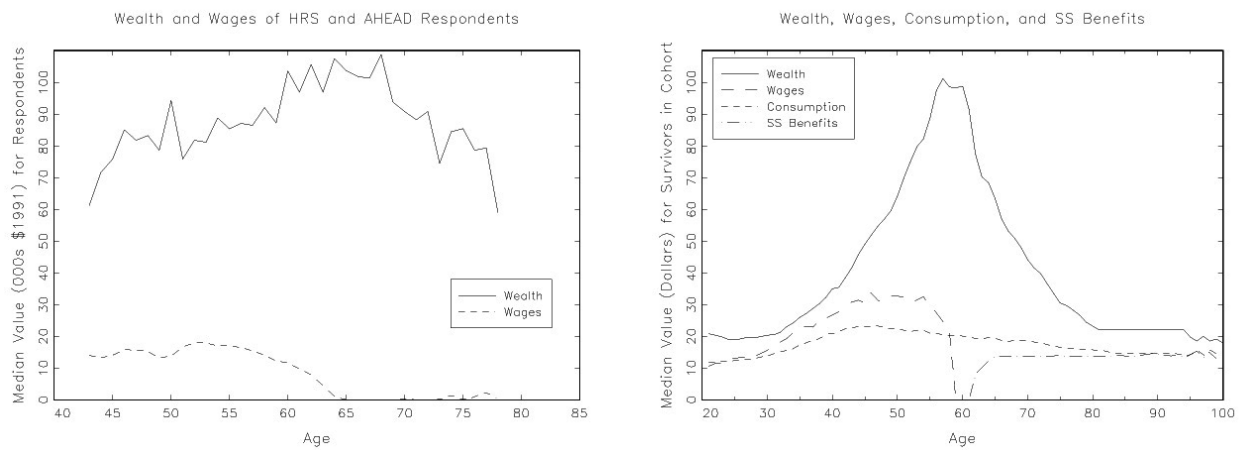 Wealth and Wages of HRS and AHEAD Respondents
Median Value (000s $1991) for Respondents
0 10 20 30 40 50 60 70 80 90 100
Wealth
Wages
40 45 50 55 60 65 70 75 80 85
Age
Wealth, Wages, Consumption, and SS Benefits
Median Value (Dollars) for Survivors in Cohort
0 10 20 30 40 50 60 70 80 90 100
Wealth
Wages
Consumption
SS Benefits
20 30 40 50 60 70 80 90 100
Age